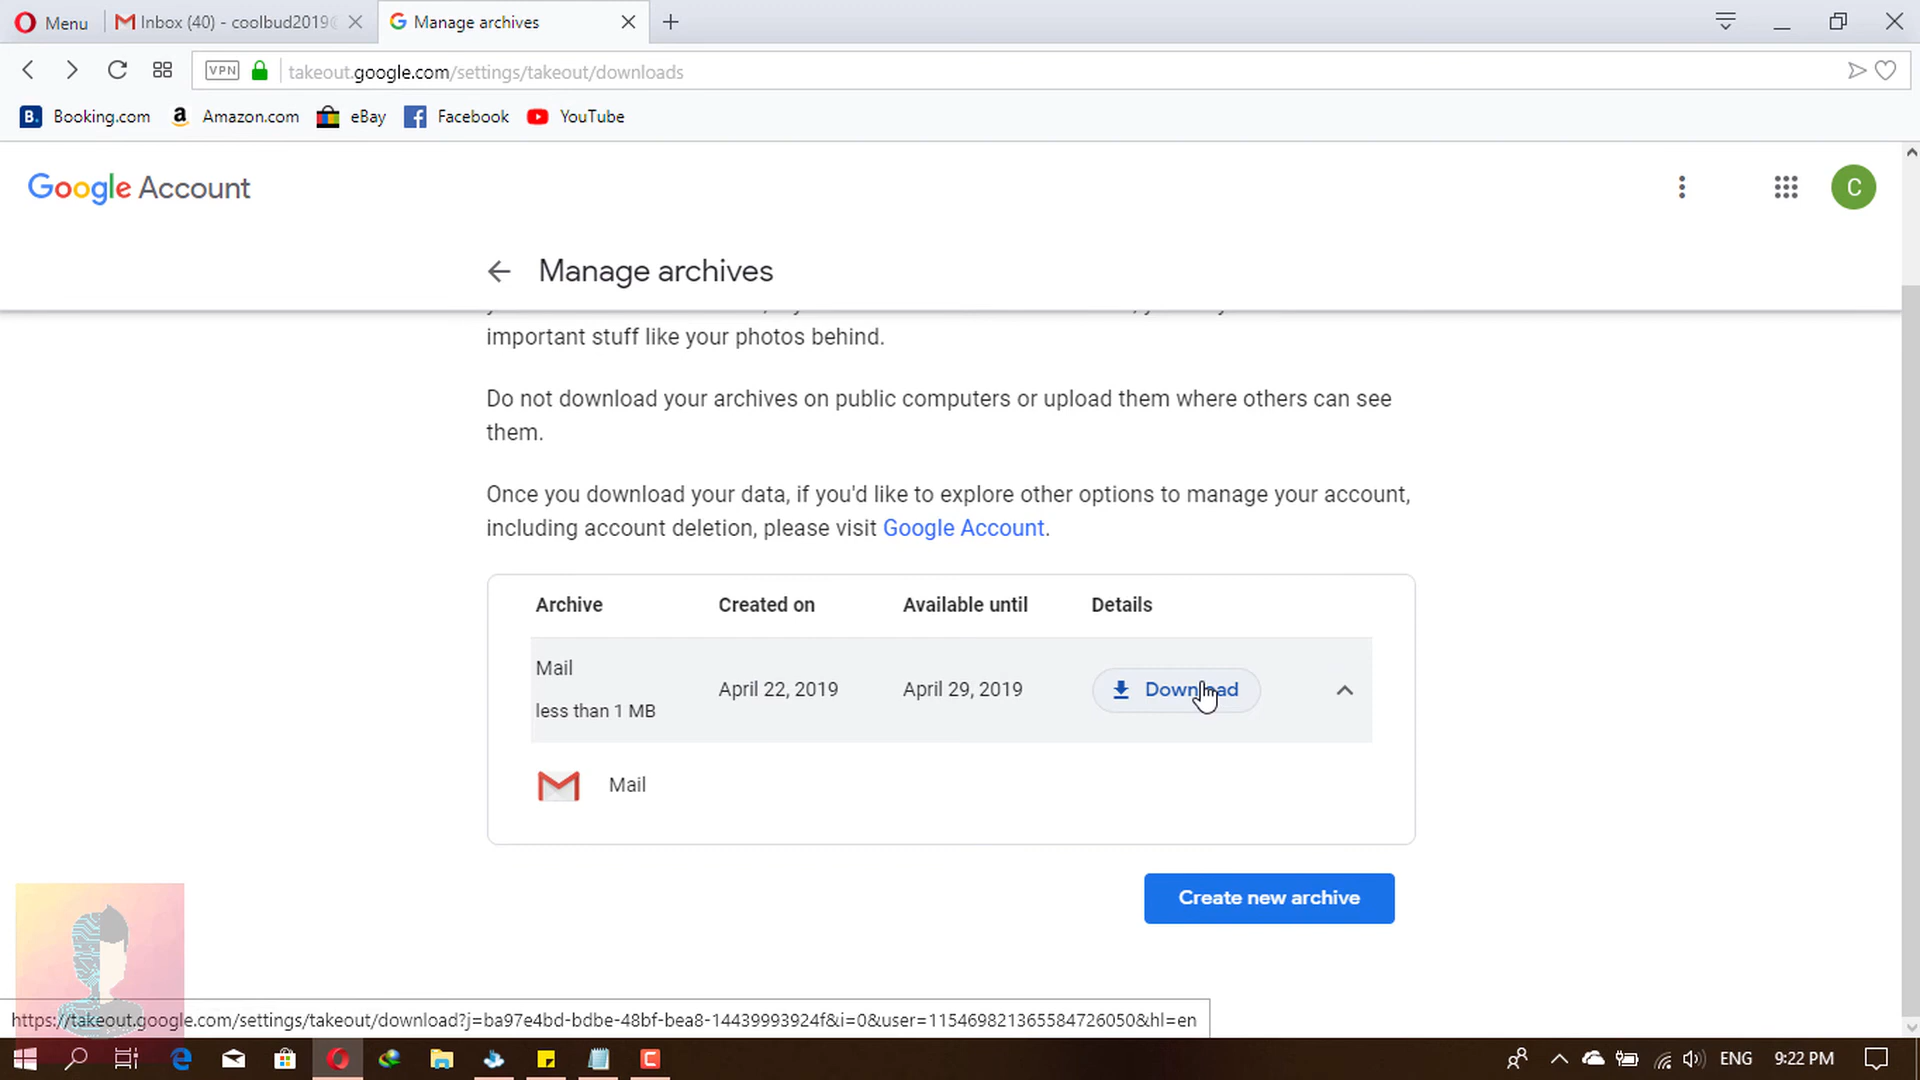 Menu
Inbox (40) - coolbud2019@
Manage archives
VPN
takeout.google.com/settings/takeout/downloads
B.
Booking.com
Amazon.com
eBay
Facebook
YouTube
Google Account
C
Manage archives
important stuff like your photos behind.
Do not download your archives on public computers or upload them where others can see
them.
Once you download your data, if you'd like to explore other options to manage your account,
including account deletion, please visit Google Account.
Archive Created on Available until Details
Mail
less than 1 MB
April 22, 2019
April 29, 2019
Download
Mail
Create new archive
https://takeout.google.com/settings/takeout/download?j=ba97e4bd-bdbe-48bf-bea8-14439993924f&i=0&user=115469821365584726050&hl=en
ENG
9:22 PM